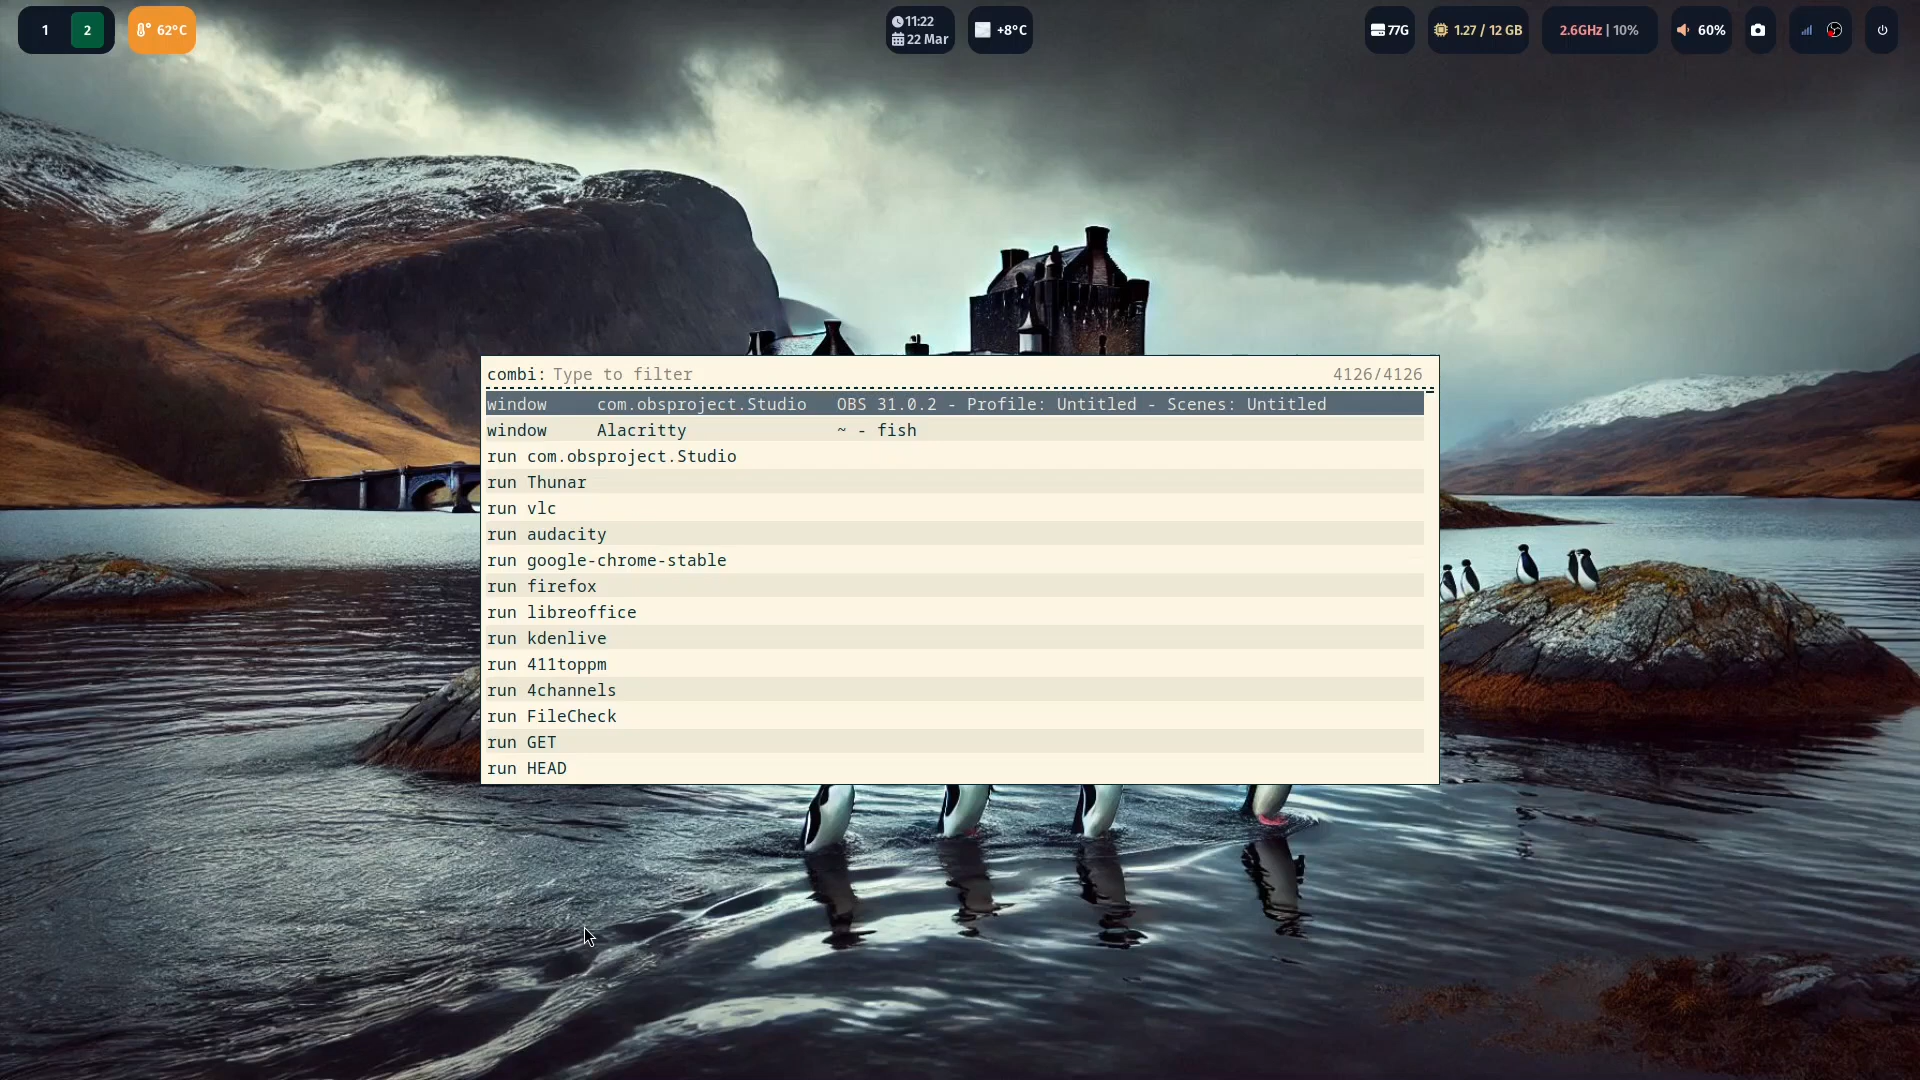 1 2 62°C
11:22
22 Mar
+8°C
77G 1.27 / 12 GB 2.6GHz | 10% 60%
combi: Type to filter 4126/4126
window com.obsproject.Studio OBS 31.0.2 - Profile: Untitled - Scenes: Untitled
window Alacritty ~ - fish
run com.obsproject.Studio
run Thunar
run vlc
run audacity
run google-chrome-stable
run firefox
run libreoffice
run kdenlive
run 411toppm
run 4channels
run FileCheck
run GET
run HEAD